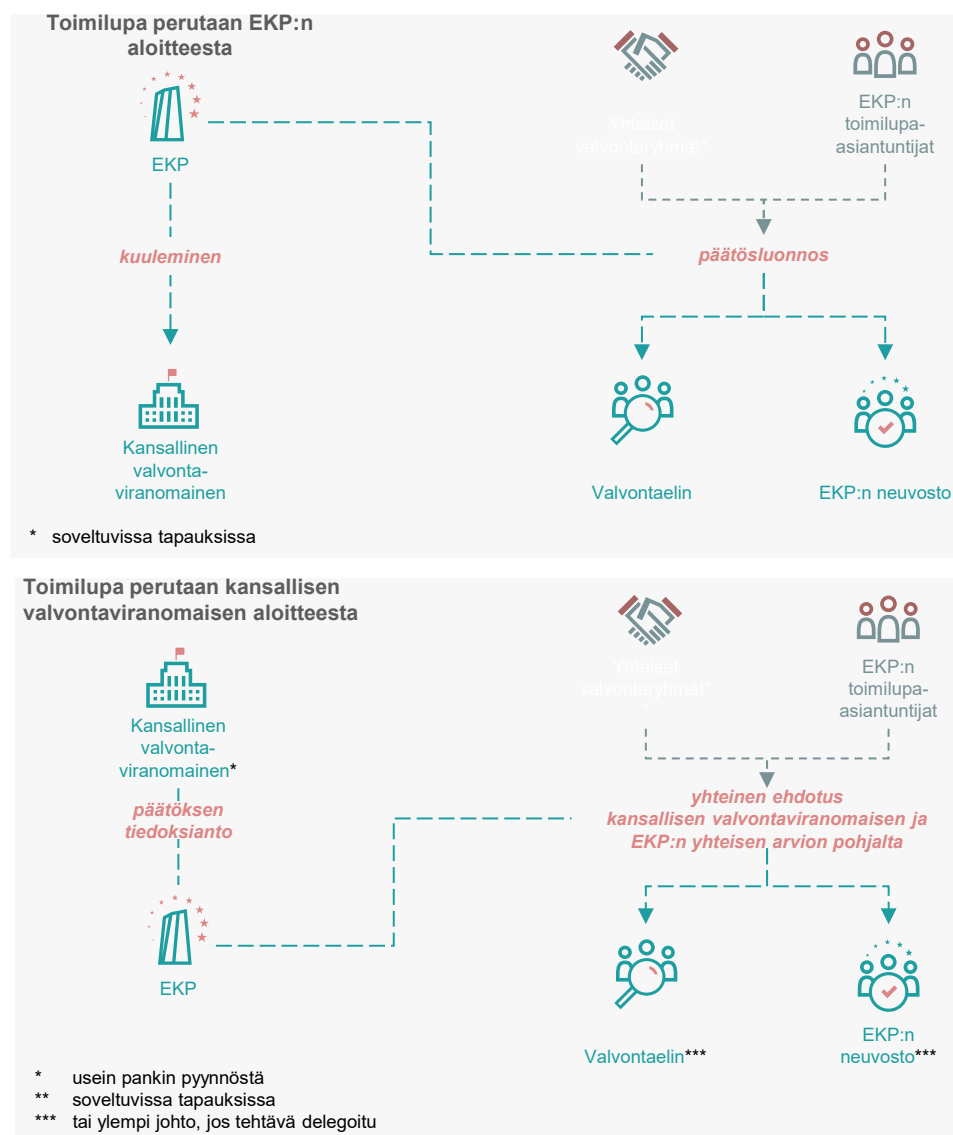 Toimilupa perutaan EKP:n
aloitteesta
EKP
kuuleminen
Kansallinen
valvonta-
viranomainen
Yhteiset
valvontaryhmät*
EKP:n
toimilupa-
asiantuntijat
päätösluonnos
Valvontaelin
EKP:n neuvosto
* soveltuvissa tapauksissa
Toimilupa perutaan kansallisen
valvontaviranomaisen aloitteesta
Kansallinen
valvonta-
viranomainen*
päätöksen
tiedoksianto
EKP
Yhteiset
valvontaryhmät*
*
EKP:n
toimilupa-
asiantuntijat
yhteinen ehdotus
kansallisen valvontaviranomaisen ja
EKP:n yhteisen arvion pohjalta
Valvontaelin***
EKP:n
neuvosto***
* usein pankin pyynnöstä
** soveltuvissa tapauksissa
*** tai ylempi johto, jos tehtävä delegoitu